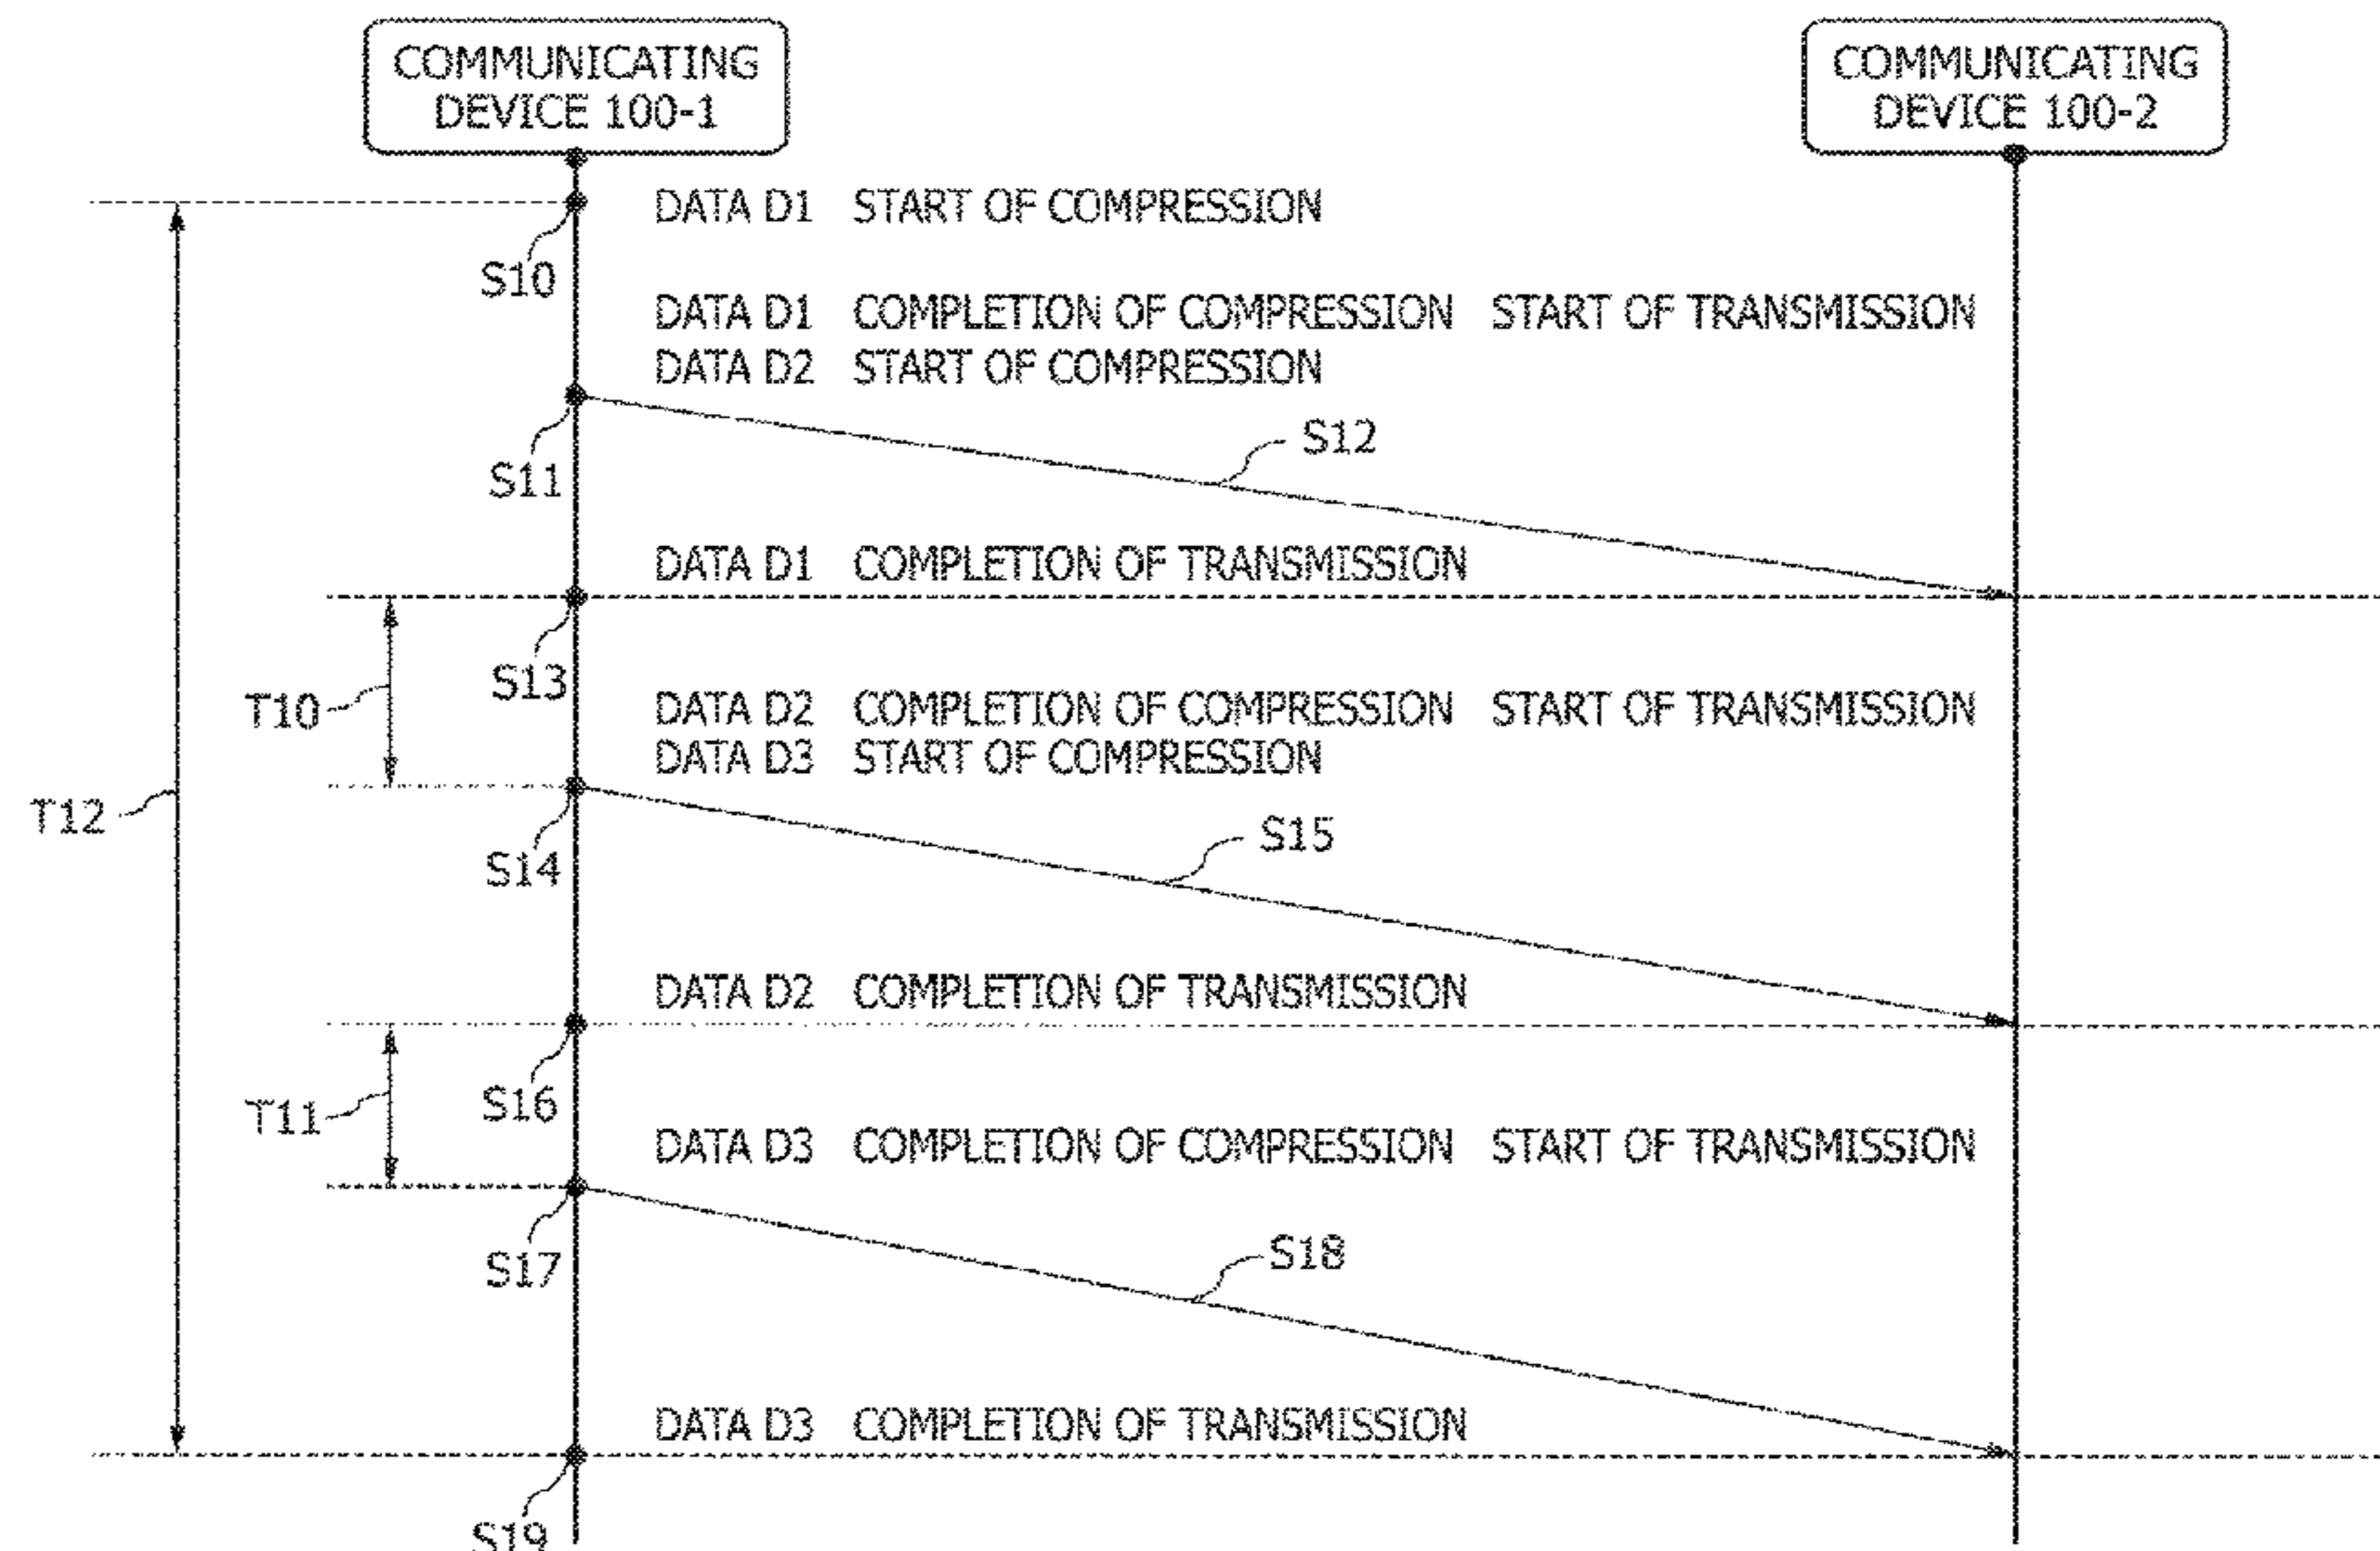 COMMUNICATING
DEVICE 100-1
COMMUNICATING
DEVICE 100-2
DATA D1 START OF COMPRESSION
S10
DATA D1 COMPLETION OF COMPRESSION START OF TRANSMISSION
DATA D2 START OF COMPRESSION
S12
S11
DATA D1 COMPLETION OF TRANSMISSION
S13
T10
DATA D2 COMPLETION OF COMPRESSION START OF TRANSMISSION
DATA D3 START OF COMPRESSION
T12
S15
S14
DATA D2 COMPLETION OF TRANSMISSION
S16
T11
DATA D3 COMPLETION OF COMPRESSION START OF TRANSMISSION
S18
S17
DATA D3 COMPLETION OF TRANSMISSION
S19